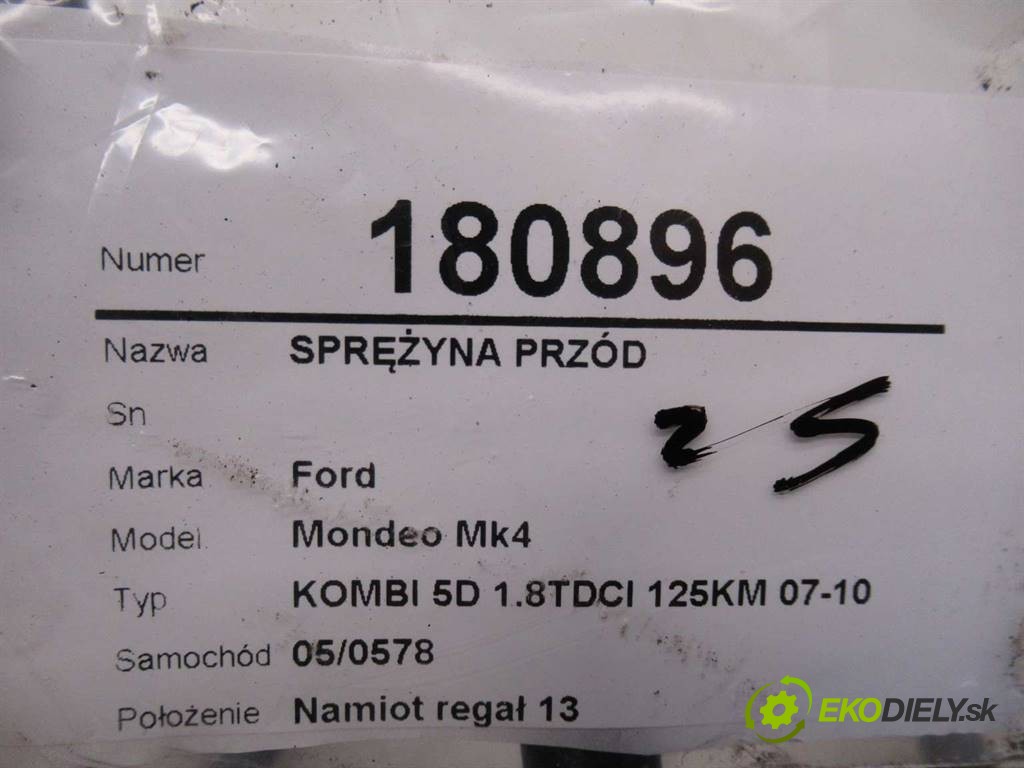 Numer 180896
Nazwa SPRĘŻYNA PRZÓD
Sn
25
Marka Ford
Model Mondeo Mk4
Typ KOMBI 5D 1.8TDCI 125KM 07-10
Samochód 05/0578
Położenie Namiot regał 13
EKODIELY.sk